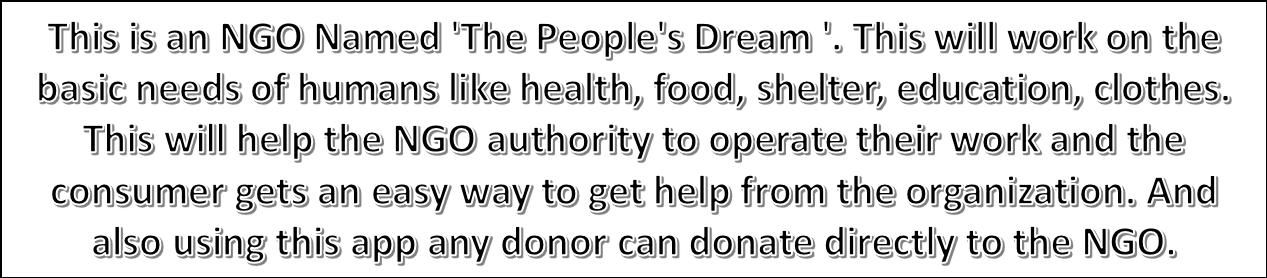 This is an NGO Named 'The People's Dream '. This will work on the
basic needs of humans like health, food, shelter, education, clothes.
This will help the NGO authority to operate their work and the
consumer gets an easy way to get help from the organization. And
also using this app any donor can donate directly to the NGO.